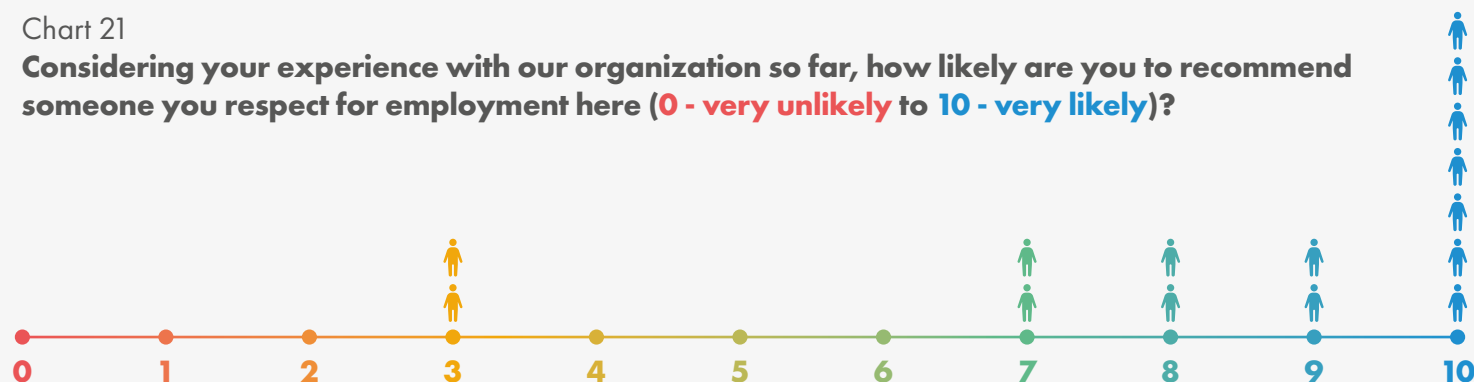 Chart 21
Considering your experience with our organization so far, how likely are you to recommend
someone you respect for employment here (0 - very unlikely to 10 - very likely)?
0 1 2 3 4 5 6 7 8 9 10